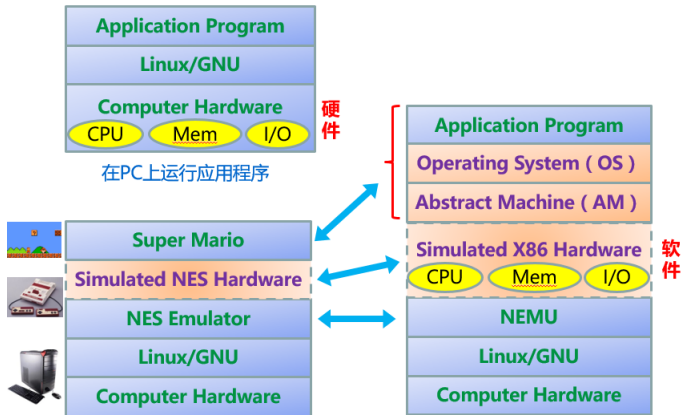 Application Program
Linux/GNU
Computer Hardware
CPU Mem I/O
硬件
在PC上运行应用程序
Super Mario
Simulated NES Hardware
NES Emulator
Linux/GNU
Computer Hardware
Application Program
Operating System（OS）
Abstract Machine（AM）
Simulated X86 Hardware
CPU Mem I/O
软件
NEMU
Linux/GNU
Computer Hardware